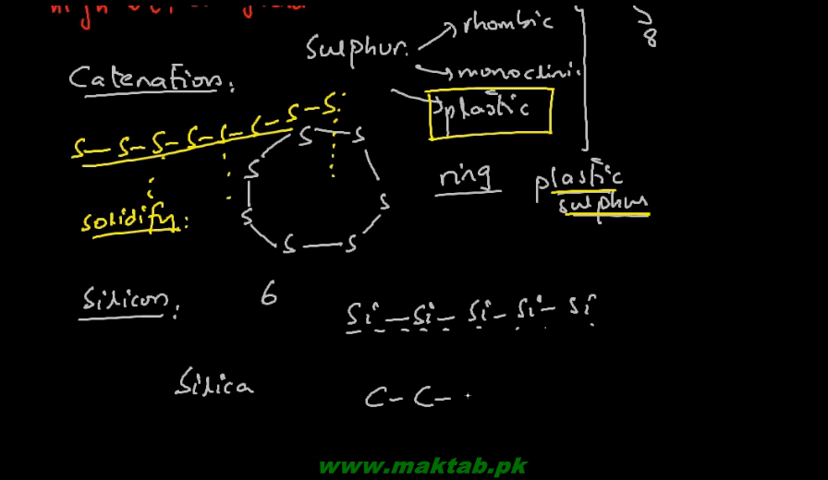 Sulphur. rhombic
8
Catenation: monoclini.
plastic
S—S—S—S—S—S—S—S
S S
S ring plastic
S S sulphur
solidify:
S—S
Silicon. 6 Si—Si—Si—Si—Si
Silica C-C-
www.maktab.pk